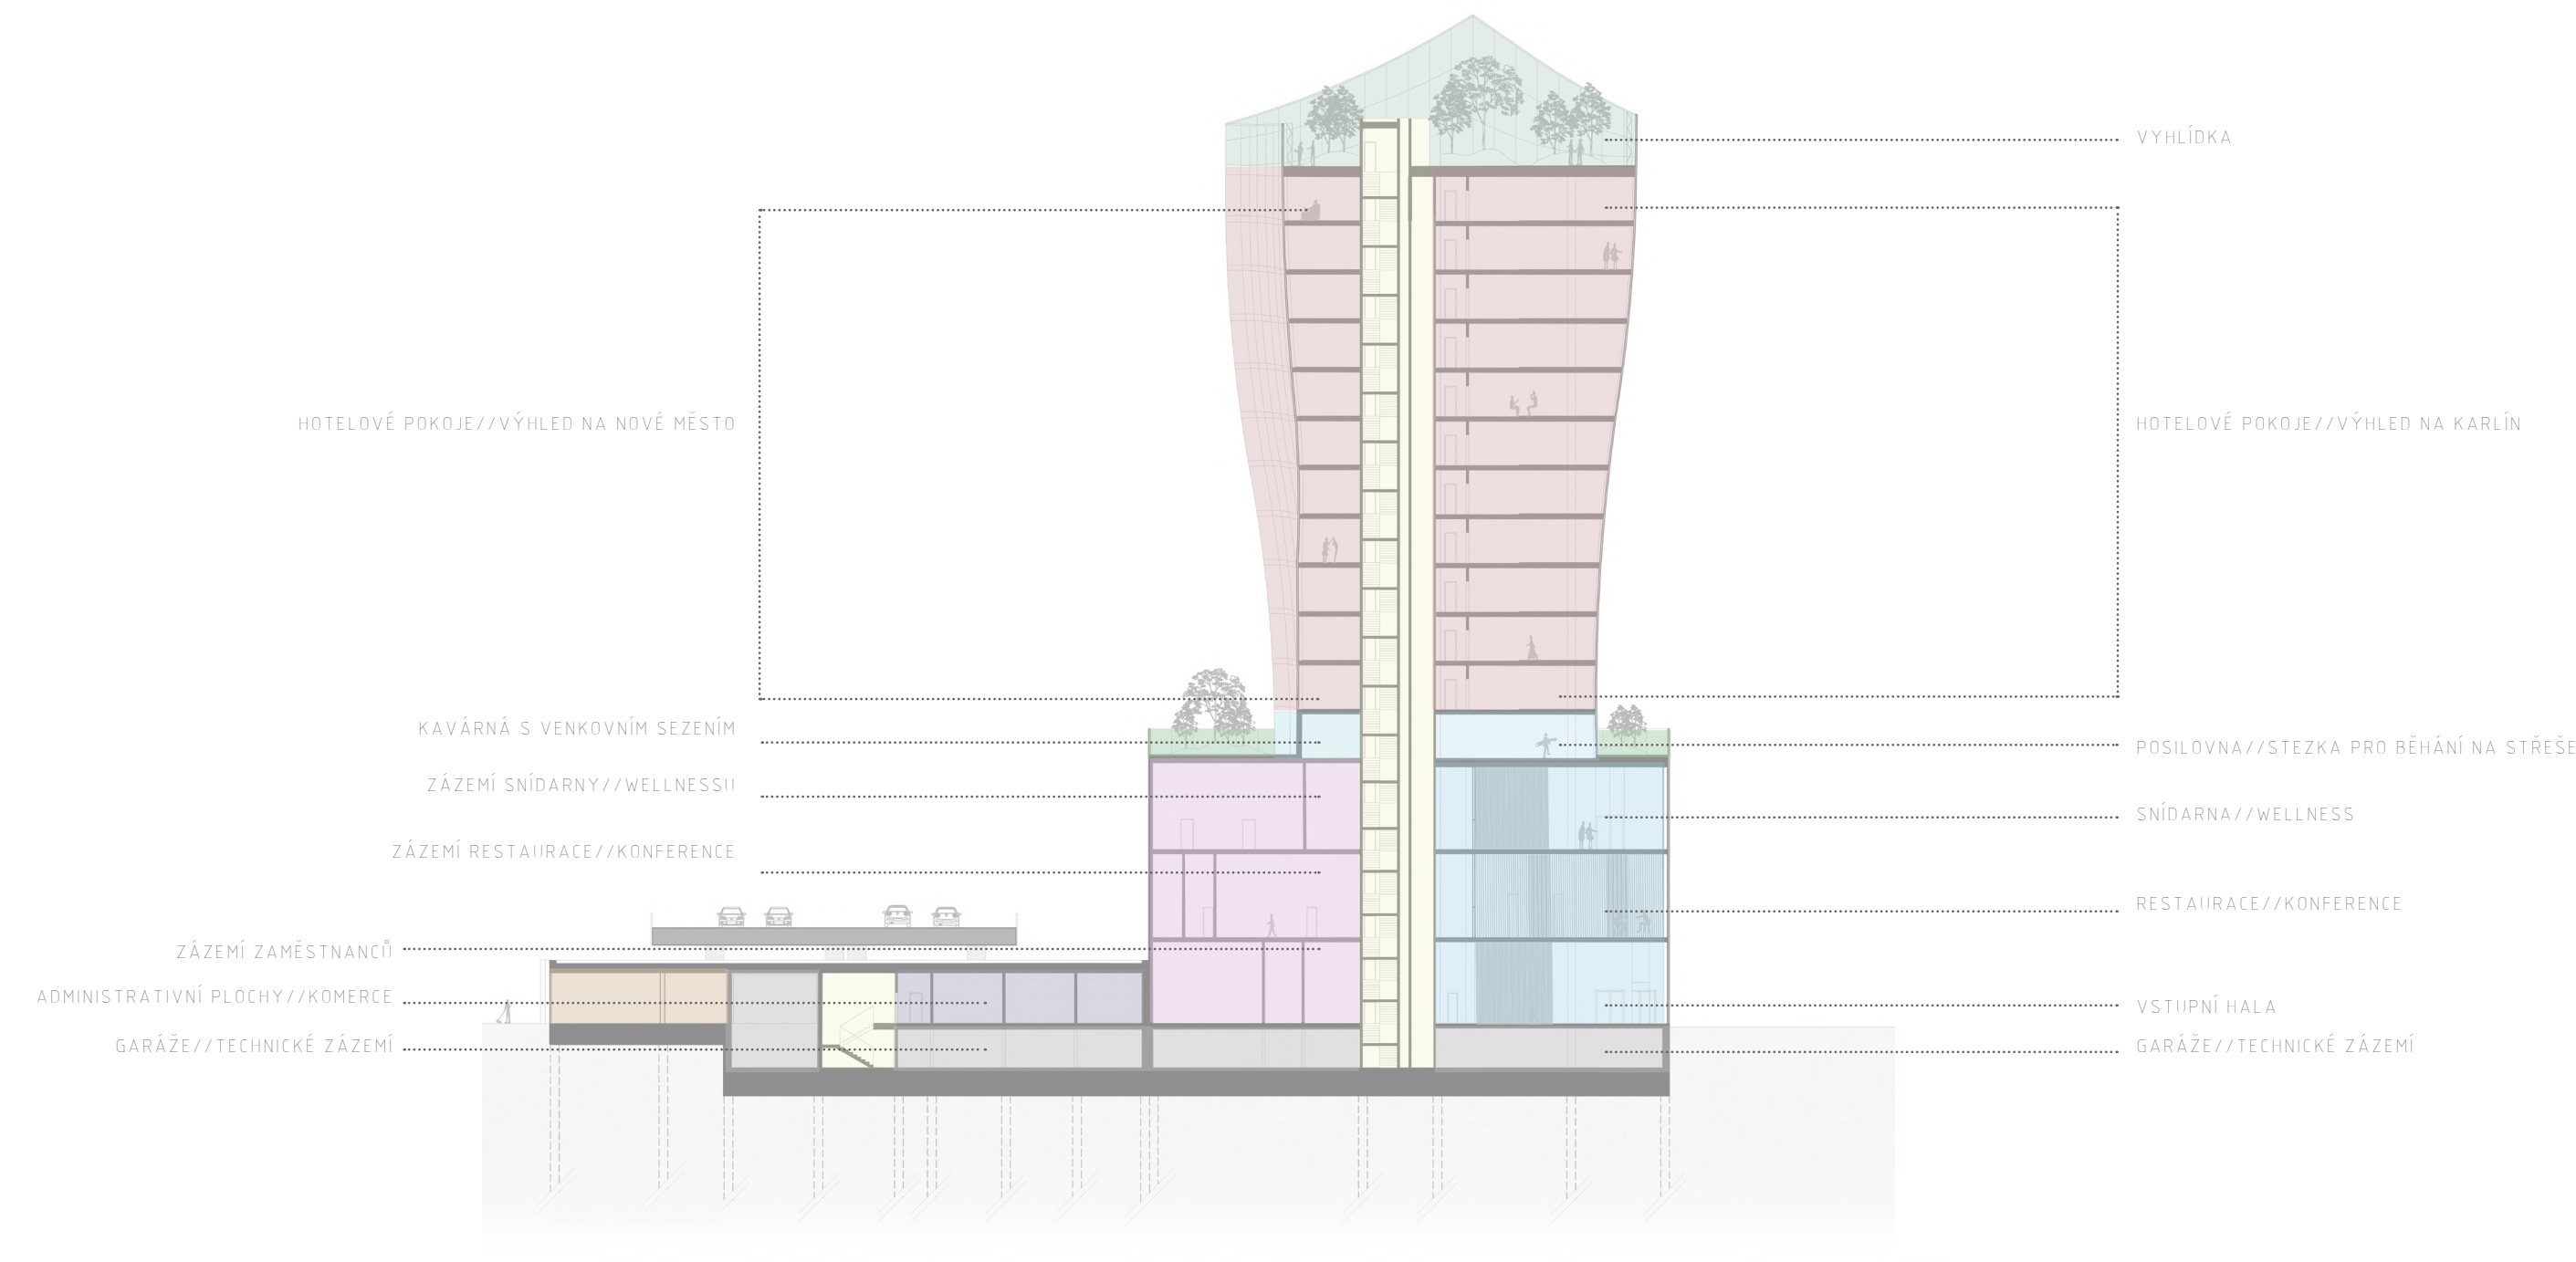 VYHLÍDKA
HOTELOVÉ POKOJE//VÝHLED NA NOVÉ MĚSTO
HOTELOVÉ POKOJE//VÝHLED NA KARLÍN
KAVÁRNÁ S VENKOVNÍM SEZENÍM
POSILOVNA//STEZKA PRO BĚHÁNÍ NA STŘEŠE
ZÁZEMÍ SNÍDARNY//WELLNESSU
SNÍDARNA//WELLNESS
ZÁZEMÍ RESTAURACE//KONFERENCE
RESTAURACE//KONFERENCE
ZÁZEMÍ ZAMĚSTNANCŮ
ADMINISTRATIVNÍ PLOCHY//KOMERCE
VSTUPNÍ HALA
GARÁŽE//TECHNICKÉ ZÁZEMÍ
GARÁŽE//TECHNICKÉ ZÁZEMÍ